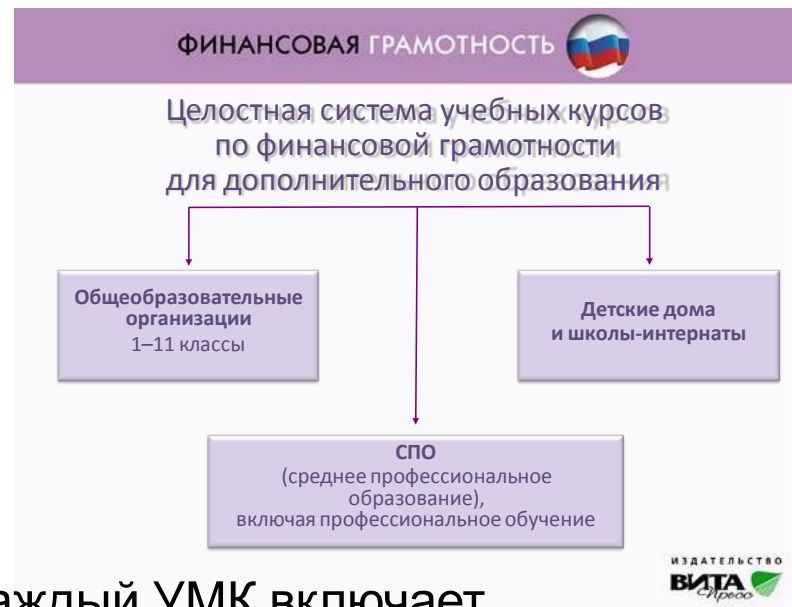 ФИНАНСОВАЯ ГРАМОТНОСТЬ
Целостная система учебных курсов
по финансовой грамотности
для дополнительного образования
Общеобразовательные
организации
1–11 классы
Детские дома
и школы-интернаты
СПО
(среднее профессиональное
образование),
включая профессиональное обучение
ИЗДАТЕЛЬСТВО
ВИТА
Пресс
УМК включает